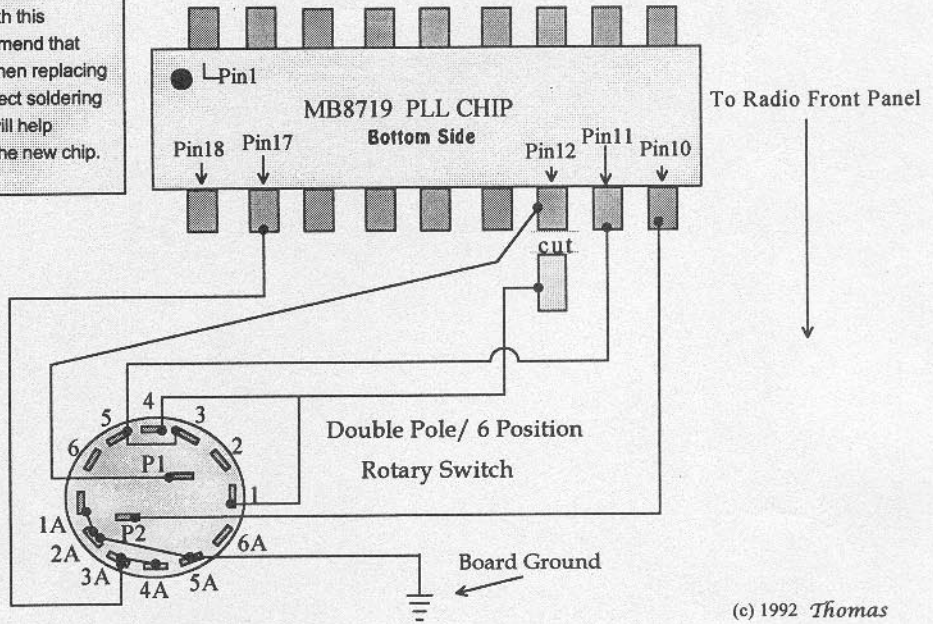 th this
mend that
hen replacing
ect soldering
ill help
he new chip.
Pin1
MB8719 PLL CHIP
Bottom Side
Pin18
Pin17
Pin12
Pin11
Pin10
To Radio Front Panel
cut
5
4
3
6
2
P1
1
Double Pole/ 6 Position
Rotary Switch
1A
P2
2A
6A
3A
4A
5A
Board Ground
(c) 1992 Thomas